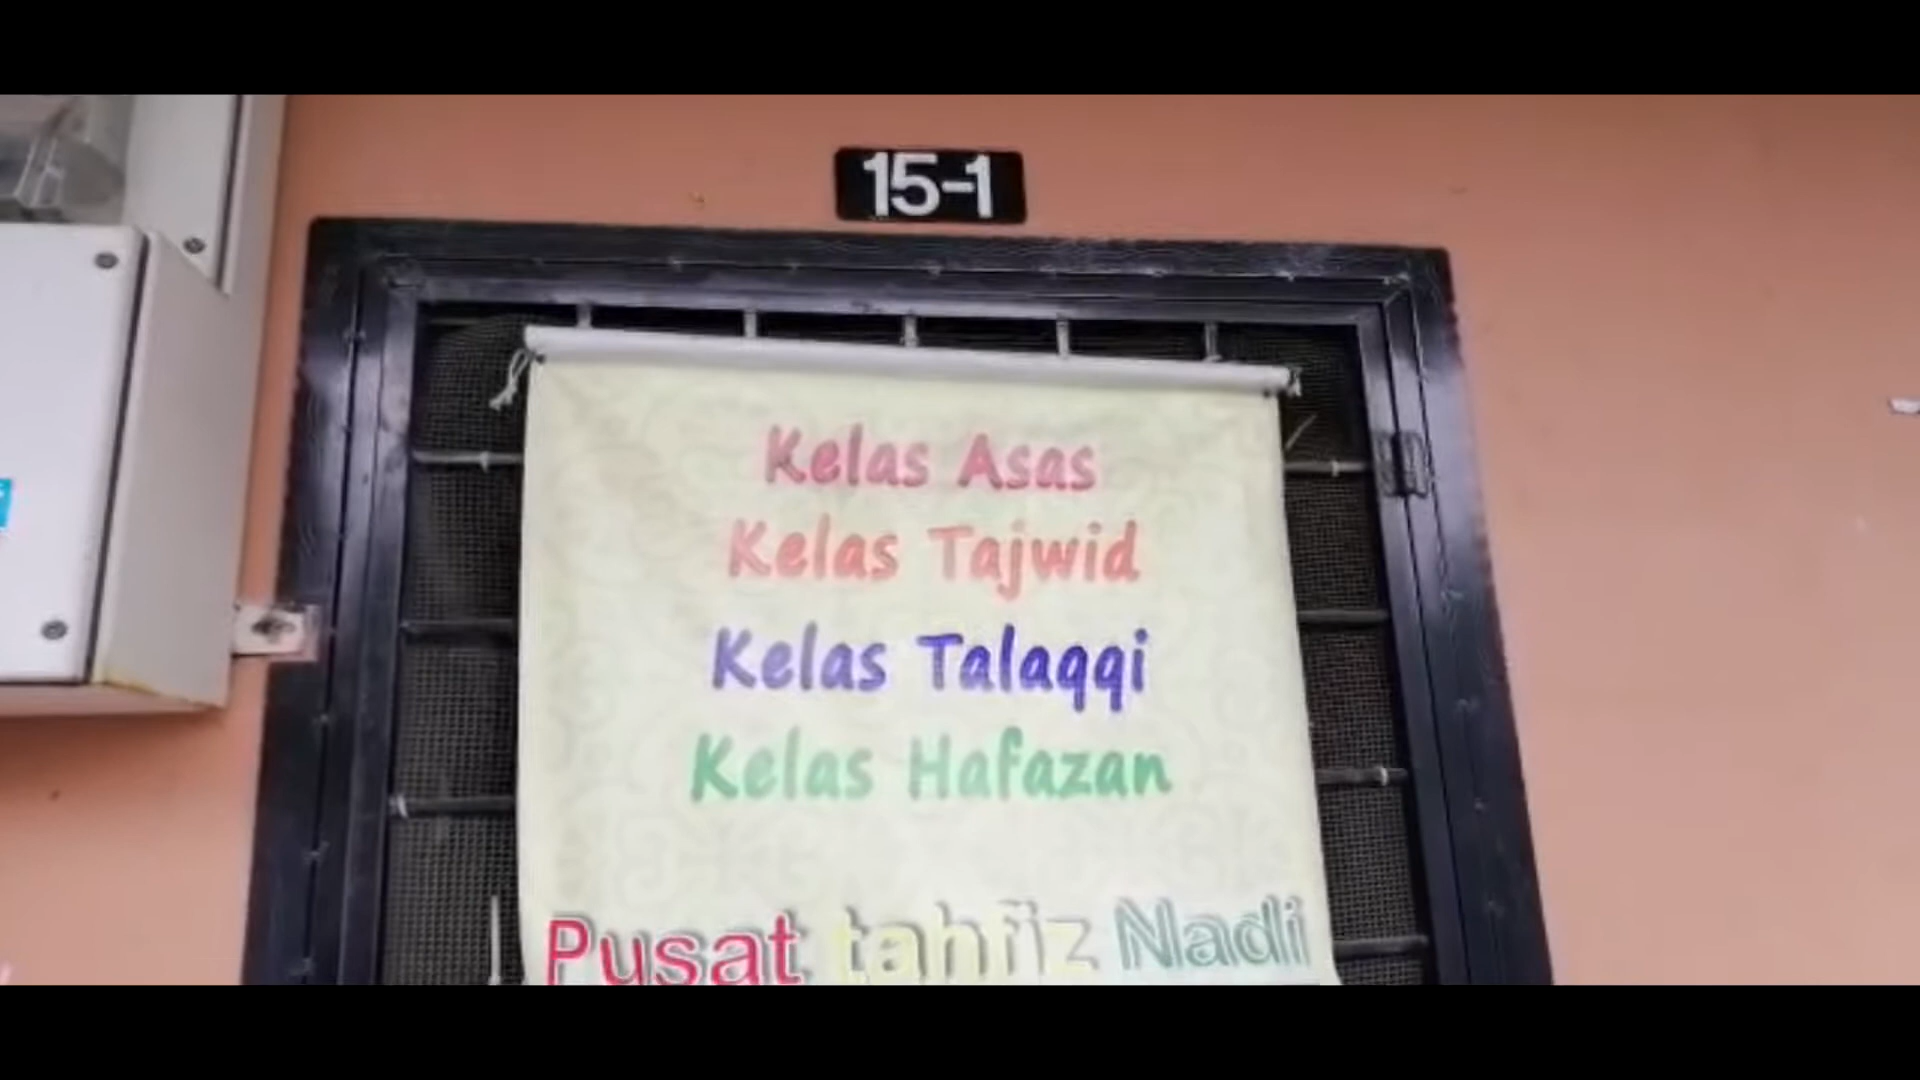 15-1
Kelas Asas
Kelas Tajwid
Kelas Talaqqi
Kelas Hafazan
Pusat tahfiz Nadi